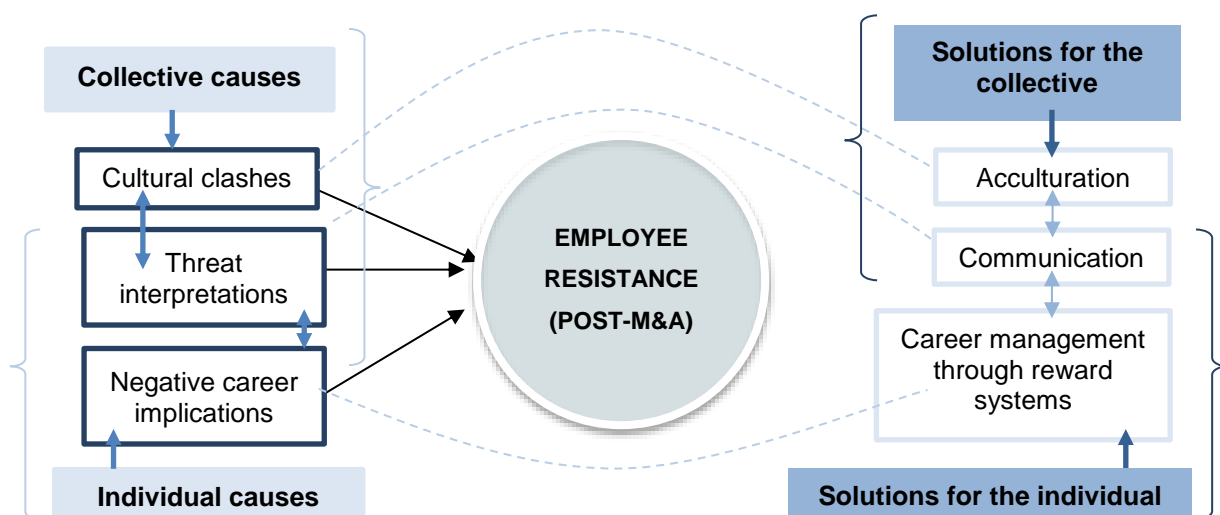 Collective causes
Cultural clashes
Threat
interpretations
Negative career
implications
Individual causes
EMPLOYEE
RESISTANCE
(POST-M&A)
Solutions for the
collective
Acculturation
Communication
Career management
through reward
systems
Solutions for the individual